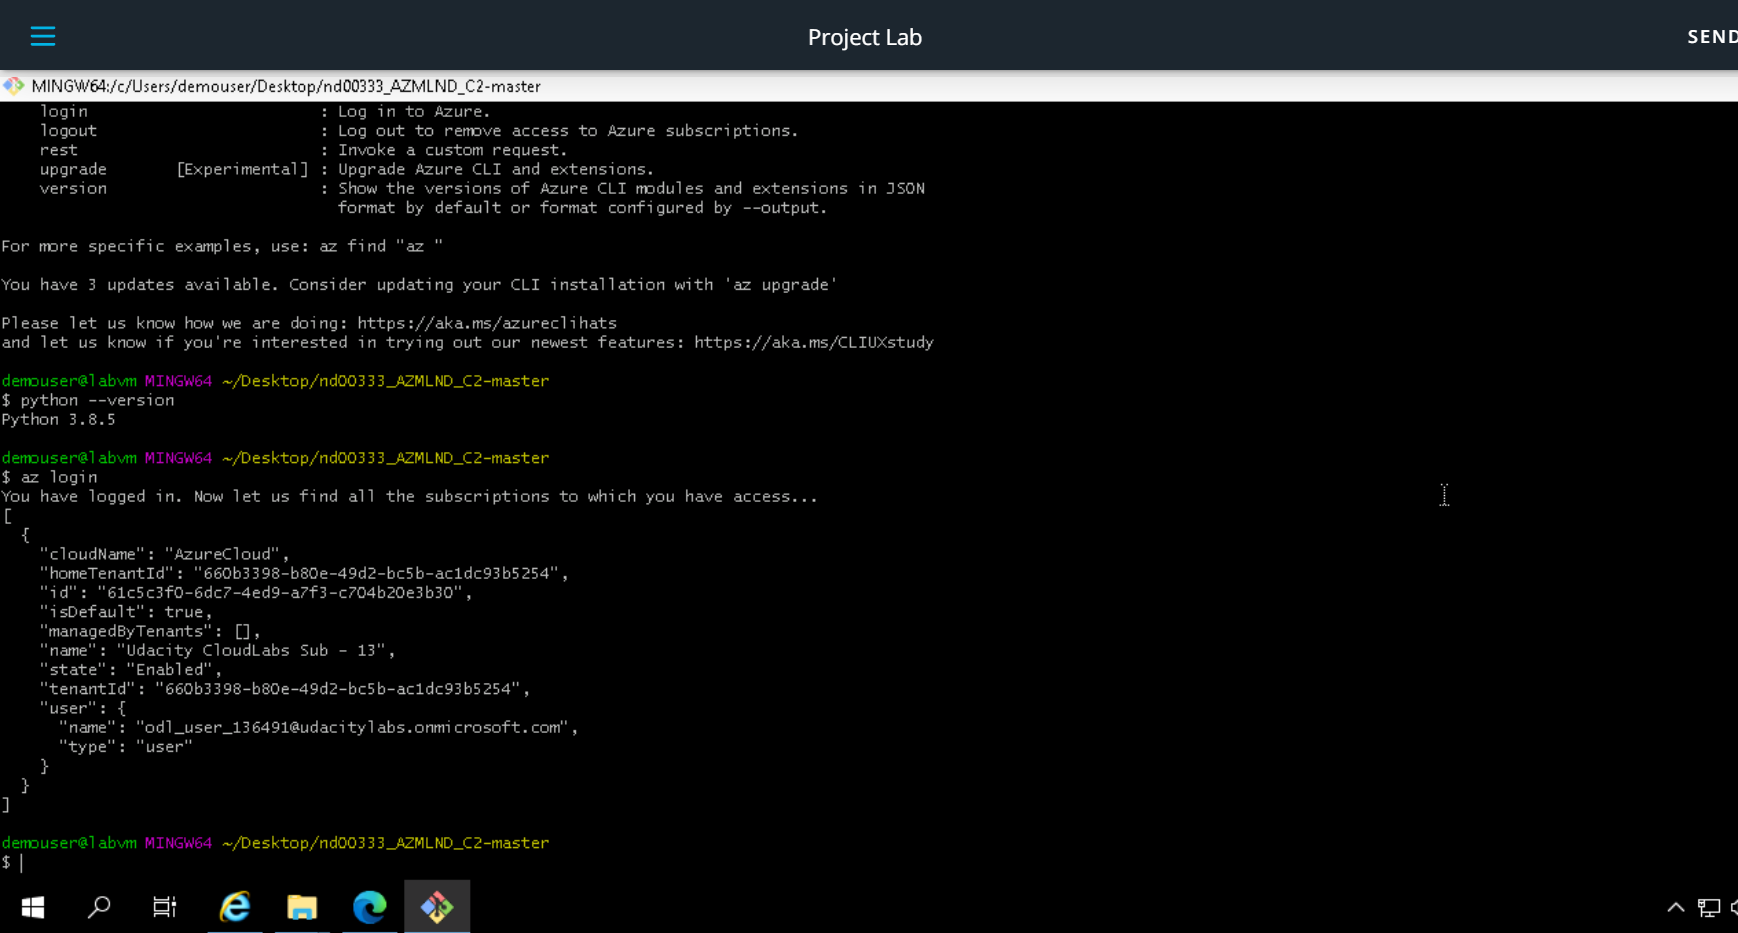 Project Lab
SEND
MINGW64:/c/Users/demouser/Desktop/nd00333_AZMLND_C2-master
login : Log in to Azure.
logout : Log out to remove access to Azure subscriptions.
rest : Invoke a custom request.
upgrade [Experimental] : Upgrade Azure CLI and extensions.
version : Show the versions of Azure CLI modules and extensions in JSON
format by default or format configured by --output.
For more specific examples, use: az find "az "
You have 3 updates available. Consider updating your CLI installation with 'az upgrade'
Please let us know how we are doing: https://aka.ms/azureclihats
and let us know if you're interested in trying out our newest features: https://aka.ms/CLIUXstudy
demouser@labvm MINGW64 ~/Desktop/nd00333_AZMLND_C2-master
$ python --version
Python 3.8.5
demouser@labvm MINGW64 ~/Desktop/nd00333_AZMLND_C2-master
$ az login
You have logged in. Now let us find all the subscriptions to which you have access...
[
{
"cloudName": "AzureCloud",
"homeTenantId": "660b3398-b80e-49d2-bc5b-ac1dc93b5254",
"id": "61c5c3f0-6dc7-4ed9-a7f3-c704b20e3b30",
"isDefault": true,
"managedByTenants": [],
"name": "Udacity CloudLabs Sub - 13",
"state": "Enabled",
"tenantId": "660b3398-b80e-49d2-bc5b-ac1dc93b5254",
"user": {
"name": "odl_user_136491@udacitylabs.onmicrosoft.com",
"type": "user"
}
}
]
demouser@labvm MINGW64 ~/Desktop/nd00333_AZMLND_C2-master
$